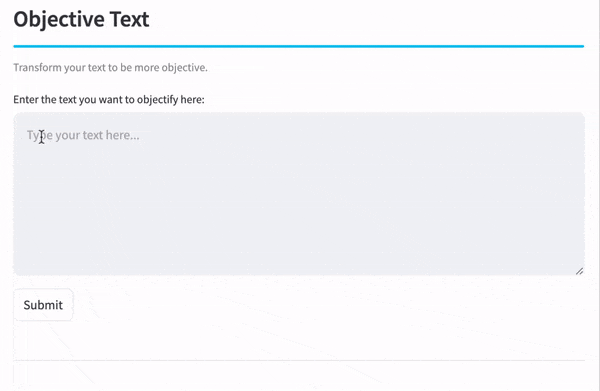 Objective Text
Transform your text to be more objective.
Enter the text you want to objectify here:
Type your text here...
Submit